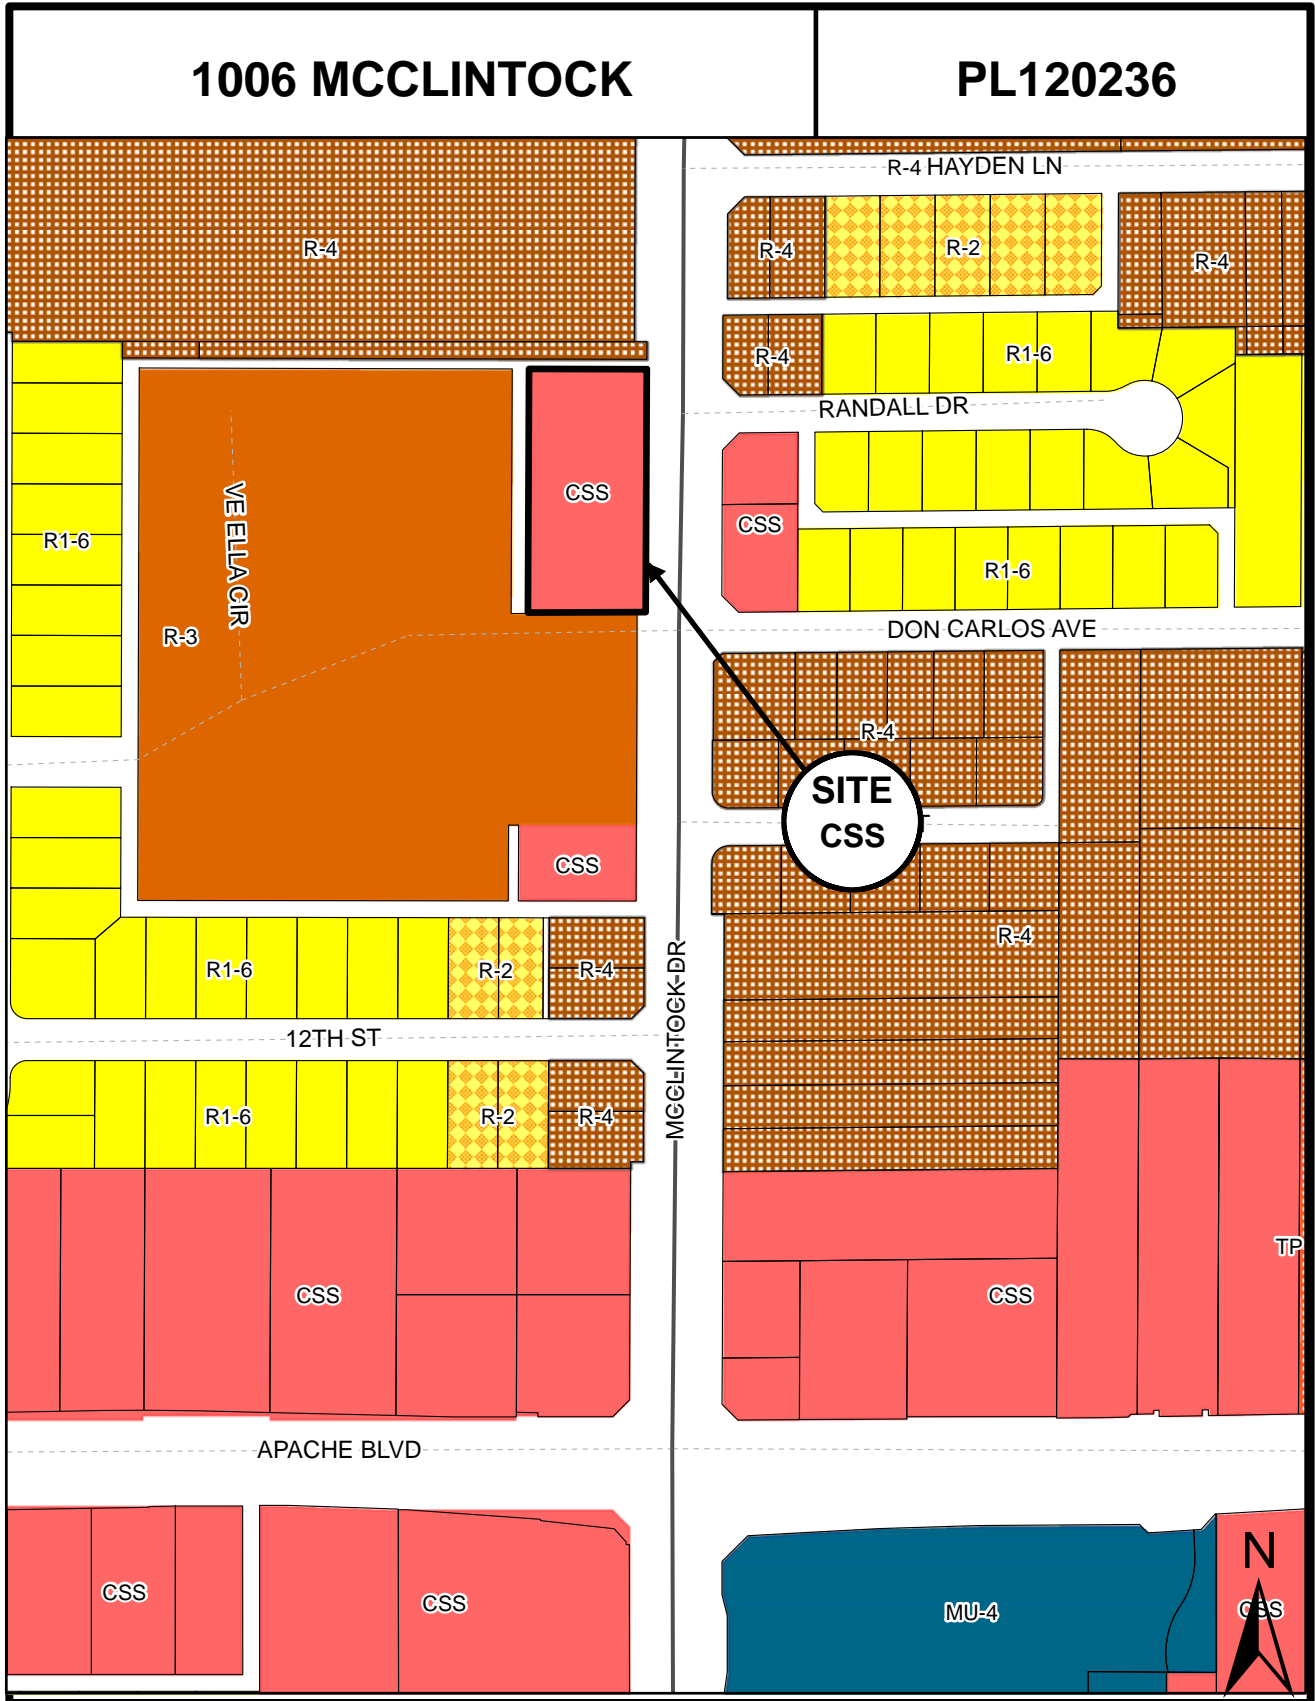 1006 MCCLINTOCK
PL120236
R-4 HAYDEN LN
R-4
R-4
R-2
R-4
R-4
R1-6
RANDALL DR
CSS
CSS
VE ELLA CIR
R1-6
R1-6
R-3
DON CARLOS AVE
R-4
SITE
CSS
CSS
R-4
R1-6
R-2
R-4
MCCLINTOCK DR
12TH ST
R1-6
R-2
R-4
TP
CSS
CSS
APACHE BLVD
N
CSS
CSS
MU-4
CSS